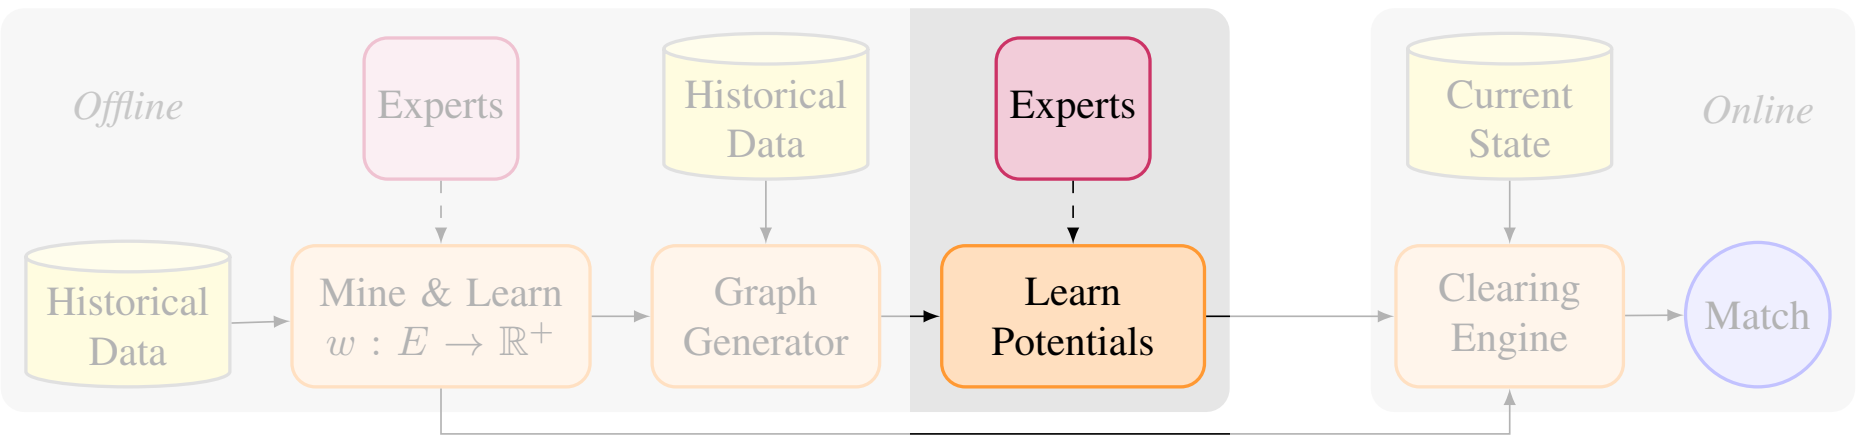 Offline
Experts
Historical
Data
Experts
Current
State
Online
Historical
Data
Mine & Learn
w : E → ℝ⁺
Graph
Generator
Learn
Potentials
Clearing
Engine
Match